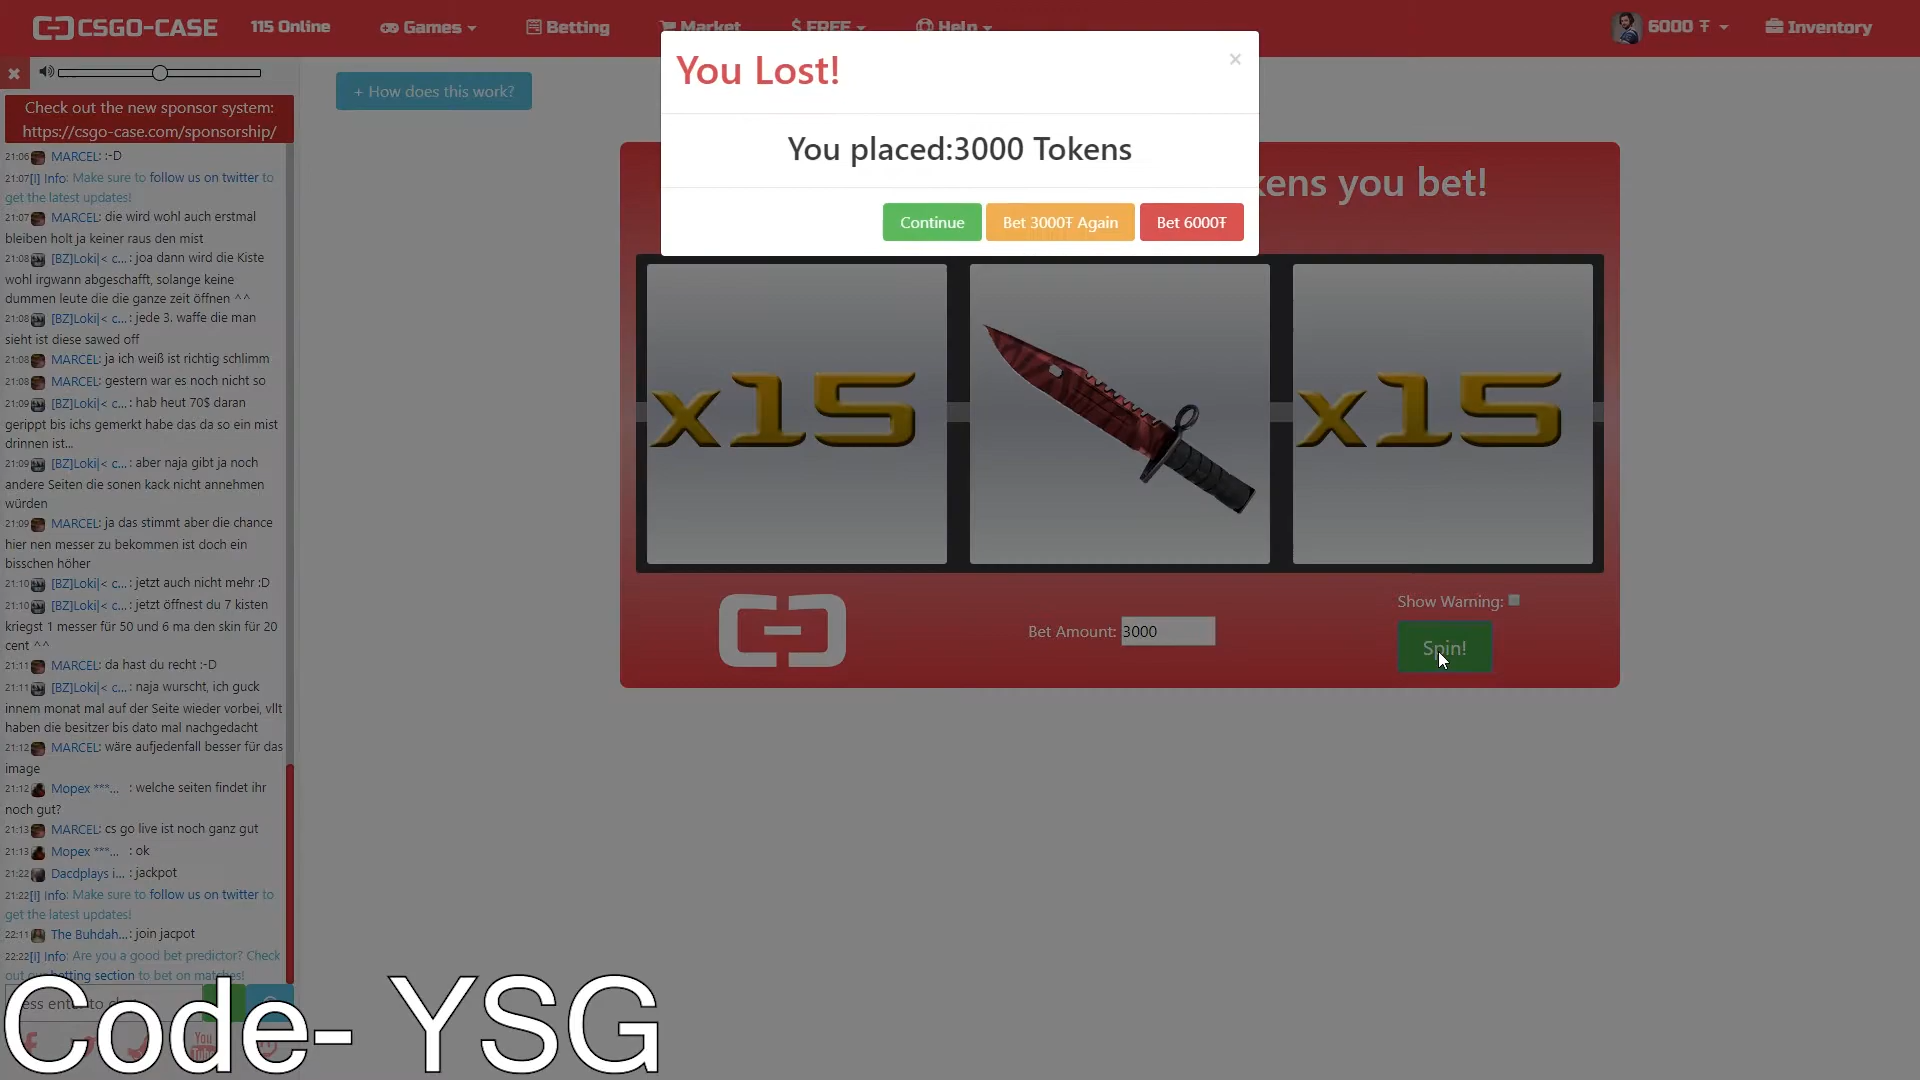 CSGO-CASE
115 Online
Games
Betting
Market
$ FREE
Help
6000 Ŧ
Inventory
Check out the new sponsor system:
https://csgo-case.com/sponsorship/
21:06 MARCEL: :-D
21:07[I] Info: Make sure to follow us on twitter to
get the latest updates!
21:07 MARCEL: die wird wohl auch erstmal
bleiben holt ja keiner raus den mist
21:08 [BZ]Loki|< c...: joa dann wird die Kiste
wohl irgwann abgeschafft, solange keine
dummen leute die die ganze zeit öffnen ^^
21:08 [BZ]Loki|< c...: jede 3. waffe die man
sieht ist diese sawed off
21:08 MARCEL: ja ich weiß ist richtig schlimm
21:08 MARCEL: gestern war es noch nicht so
21:09 [BZ]Loki|< c...: hab heut 70$ daran
gerippt bis ichs gemerkt habe das da so ein mist
drinnen ist...
21:09 [BZ]Loki|< c...: aber naja gibt ja noch
andere Seiten die sonen kack nicht annehmen
würden
21:09 MARCEL: ja das stimmt aber die chance
hier nen messer zu bekommen ist doch ein
bisschen höher
21:10 [BZ]Loki|< c...: jetzt auch nicht mehr :D
21:10 [BZ]Loki|< c...: jetzt öffnest du 7 kisten
kriegst 1 messer für 50 und 6 ma den skin für 20
cent ^^
21:11 MARCEL: da hast du recht :-D
21:11 [BZ]Loki|< c...: naja wurscht, ich guck
innem monat mal auf der Seite wieder vorbei, vllt
haben die besitzer bis dato mal nachgedacht
21:12 MARCEL: wäre aufjedenfall besser für das
image
21:12 Mopex ***... : welche seiten findet ihr
noch gut?
21:13 MARCEL: cs go live ist noch ganz gut
21:13 Mopex ***... : ok
21:22 Dacdplays i... : jackpot
21:22[I] Info: Make sure to follow us on twitter to
get the latest updates!
22:11 The Buhdah...: join jacpot
22:22[I] Info: Are you a good bet predictor? Check
out our betting section to bet on matches!
+ How does this work?
You Lost!
×
You placed:3000 Tokens
Continue
Bet 3000Ŧ Again
Bet 6000Ŧ
kens you bet!
x15
x15
Show Warning:
Bet Amount: 3000
Spin!
Code- YSG